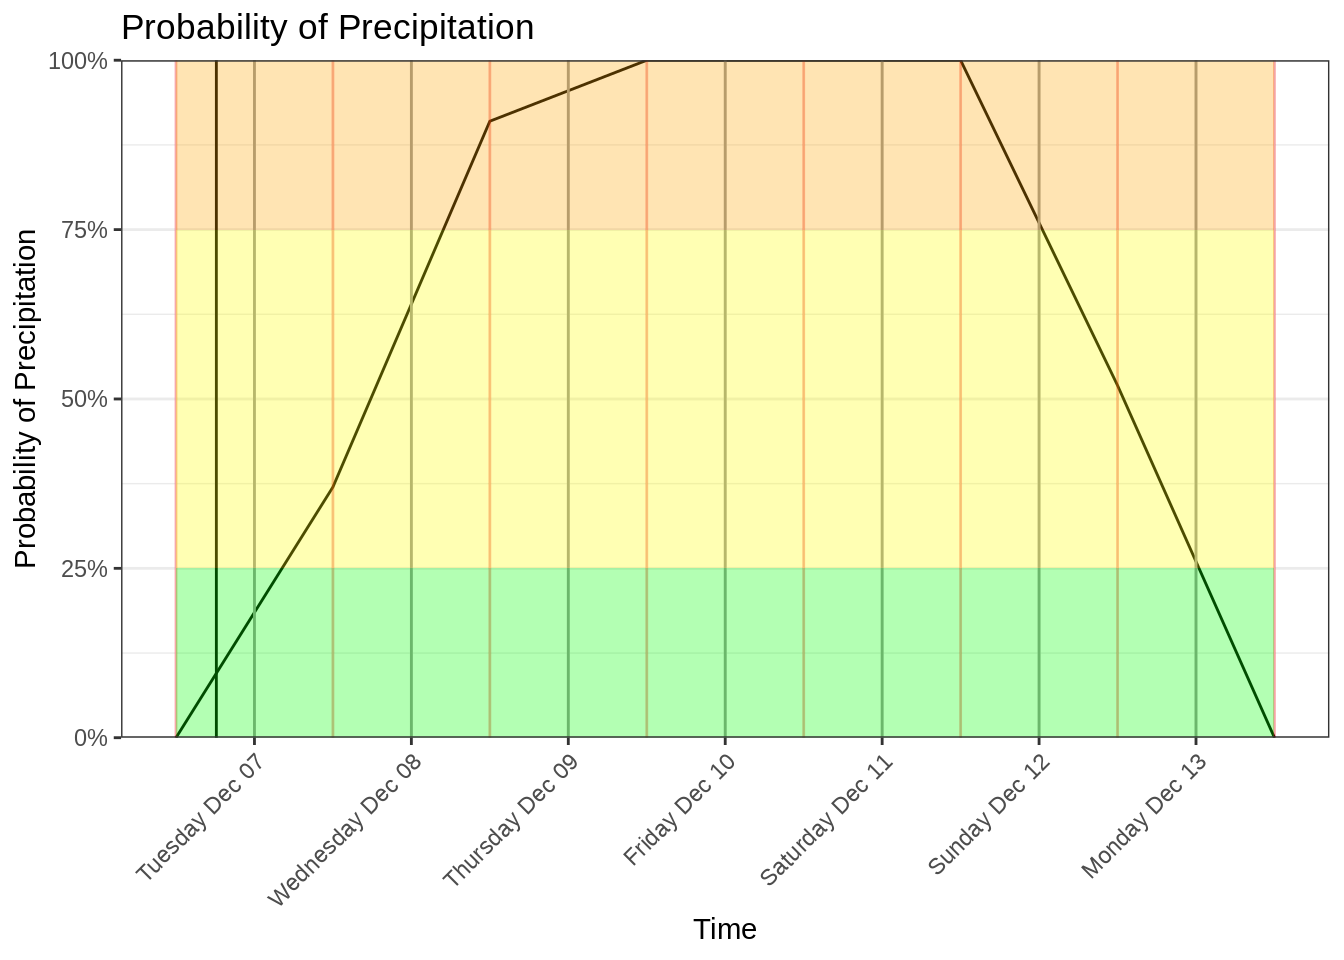 Probability of Precipitation
Probability of Precipitation
100%
75%
50%
25%
0%
Tuesday Dec 07
Wednesday Dec 08
Thursday Dec 09
Friday Dec 10
Saturday Dec 11
Sunday Dec 12
Monday Dec 13
Time